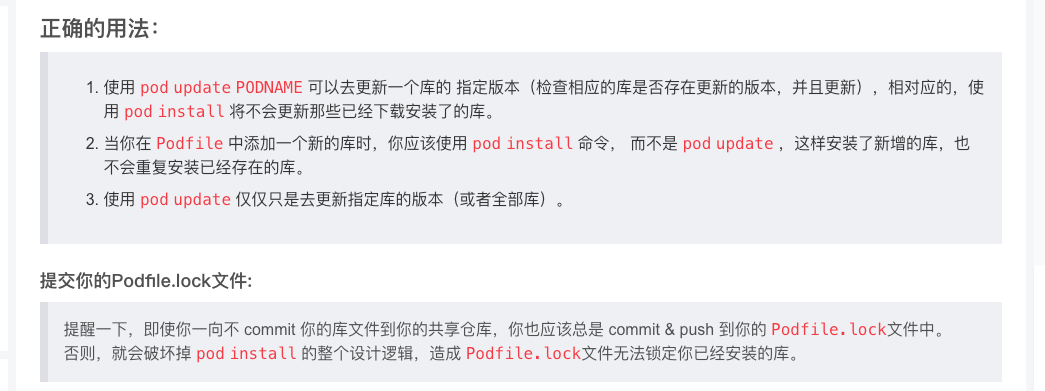 正确的用法：
1. 使用 pod update PODNAME 可以去更新一个库的 指定版本（检查相应的库是否存在更新的版本，并且更新），相对应的，使
用 pod install 将不会更新那些已经下载安装了的库。
2. 当你在 Podfile 中添加一个新的库时，你应该使用 pod install 命令， 而不是 pod update ，这样安装了新增的库，也
不会重复安装已经存在的库。
3. 使用 pod update 仅仅只是去更新指定库的版本（或者全部库）。
提交你的Podfile.lock文件:
提醒一下，即使你一向不 commit 你的库文件到你的共享仓库，你也应该总是 commit & push 到你的 Podfile.lock文件中。
否则，就会破坏掉 pod install 的整个设计逻辑，造成 Podfile.lock文件无法锁定你已经安装的库。